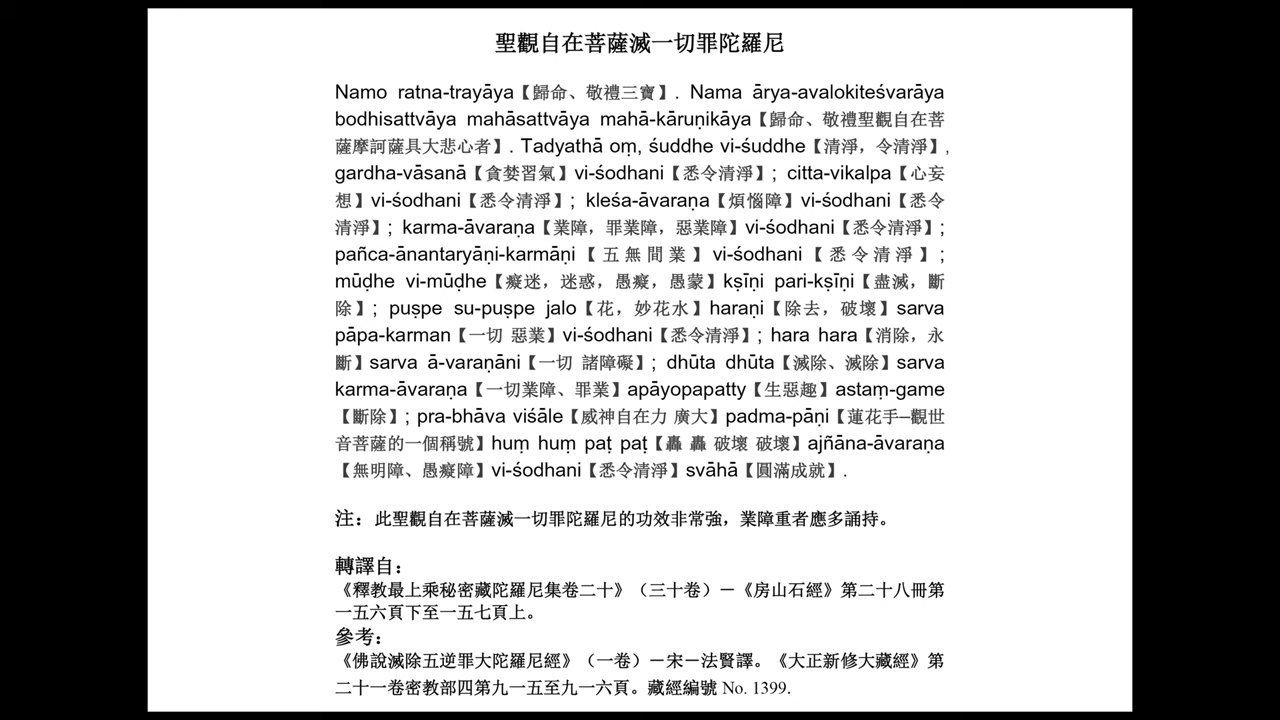 聖觀自在菩薩滅一切罪陀羅尼
Namo ratna-trayāya【歸命、敬禮三寶】. Nama ārya-avalokiteśvarāya
bodhisattvāya mahāsattvāya mahā-kāruṇikāya【歸命、敬禮聖觀自在菩
薩摩訶薩具大悲心者】. Tadyathā oṃ, śuddhe vi-śuddhe【清淨，令清淨】,
gardha-vāsanā【貪婪習氣】vi-śodhani【悉令清淨】; citta-vikalpa【心妄
想】vi-śodhani【悉令清淨】; kleśa-āvaraṇa【煩惱障】vi-śodhani【悉令
清淨】; karma-āvaraṇa【業障，罪業障，惡業障】vi-śodhani【悉令清淨】;
pañca-ānantaryāṇi-karmāṇi【五無間業】vi-śodhani【悉令清淨】;
mūḍhe vi-mūḍhe【癡迷，迷惑，愚癡，愚蒙】kṣīṇi pari-kṣīṇi【盡滅，斷
除】; puṣpe su-puṣpe jalo【花，妙花水】haraṇi【除去，破壞】sarva
pāpa-karman【一切 惡業】vi-śodhani【悉令清淨】; hara hara【消除，永
斷】sarva ā-varaṇāni【一切 諸障礙】; dhūta dhūta【滅除、滅除】sarva
karma-āvaraṇa【一切業障、罪業】apāyopapatty【生惡趣】astaṃ-game
【斷除】; pra-bhāva viśāle【威神自在力 廣大】padma-pāṇi【蓮花手–觀世
音菩薩的一個稱號】huṃ huṃ paṭ paṭ【轟 轟 破壞 破壞】ajñāna-āvaraṇa
【無明障、愚癡障】vi-śodhani【悉令清淨】svāhā【圓滿成就】.
注：此聖觀自在菩薩滅一切罪陀羅尼的功效非常強，業障重者應多誦持。
轉譯自：
《釋教最上乘秘密藏陀羅尼集卷二十》（三十卷）－《房山石經》第二十八冊第
一五六頁下至一五七頁上。
參考：
《佛說滅除五逆罪大陀羅尼經》（一卷）－宋－法賢譯。《大正新修大藏經》第
二十一卷密教部四第九一五至九一六頁。藏經編號 No. 1399.